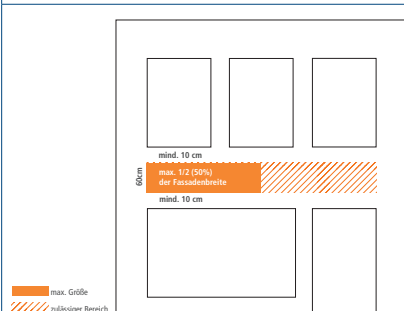 mind. 10 cm
60cm
max. 1/2 (50%)
der Fassadenbreite
mind. 10 cm
max. Größe
zulässiger Bereich